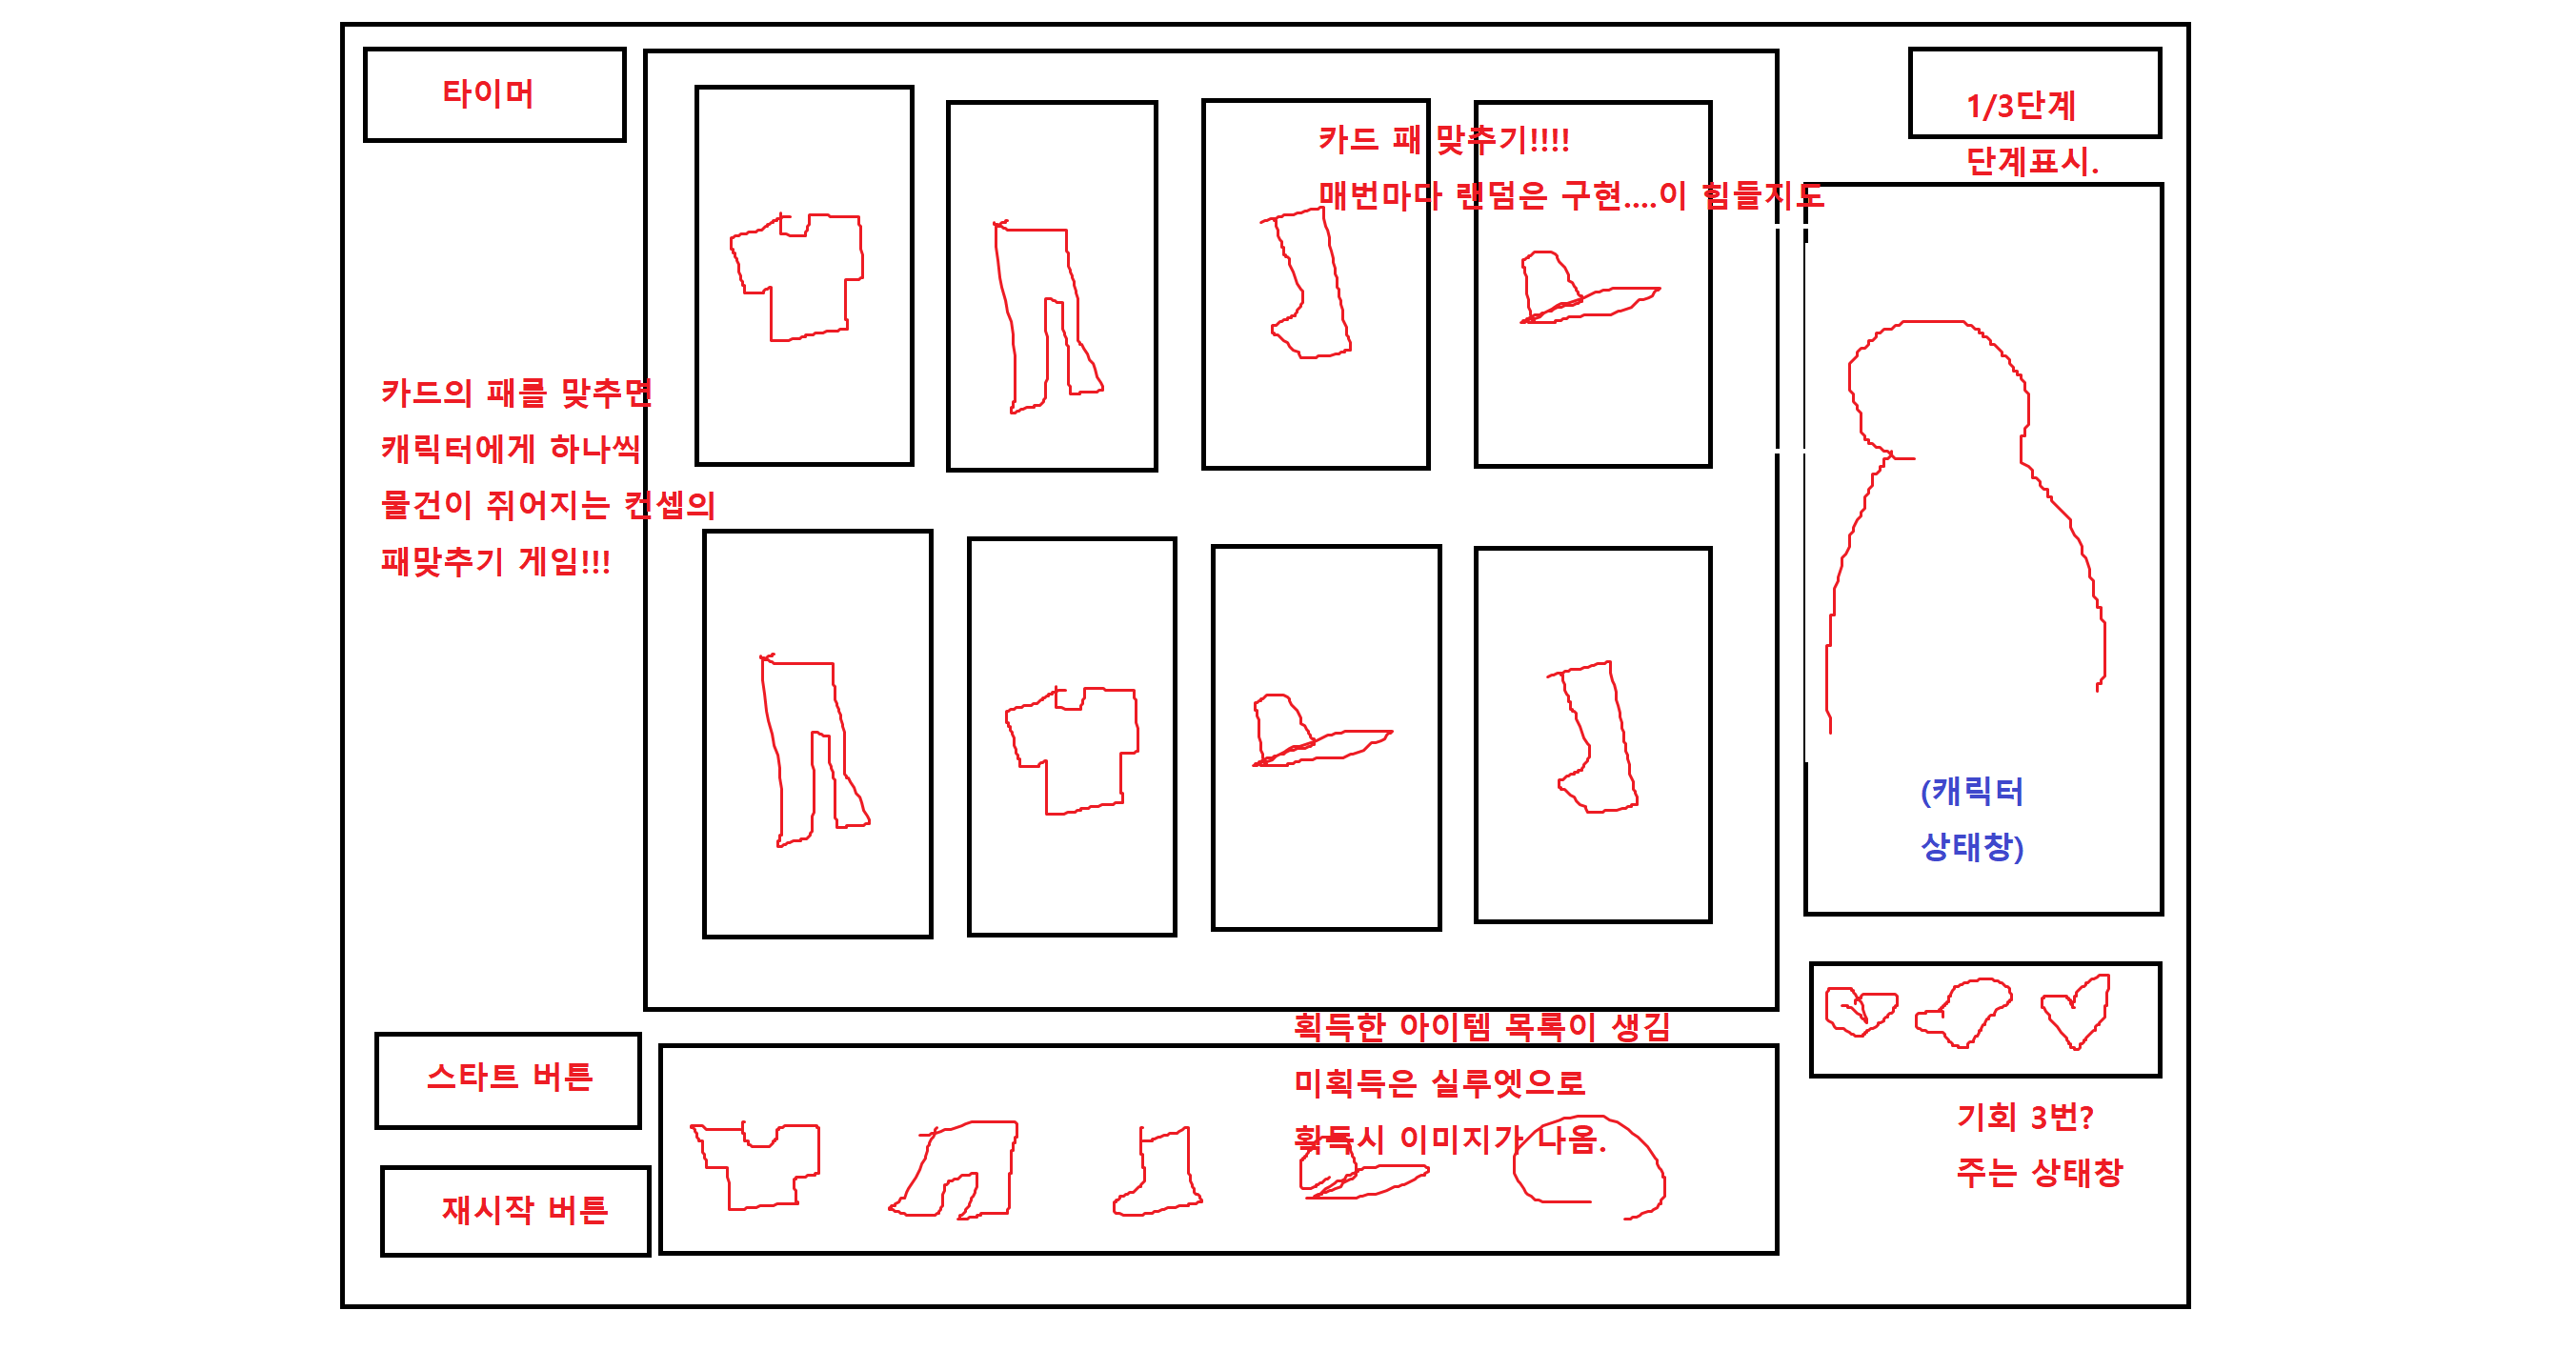 타이머
1/3단계
단계표시.
카드 패 맞추기!!!!
매번마다 랜덤은 구현....이 힘들지도
카드의 패를 맞추면
캐릭터에게 하나씩
물건이 쥐어지는 컨셉의
패맞추기 게임!!!
(캐릭터
상태창)
스타트 버튼
재시작 버튼
획득한 아이템 목록이 생김
미획득은 실루엣으로
획득시 이미지가 나옴.
기회 3번?
주는 상태창